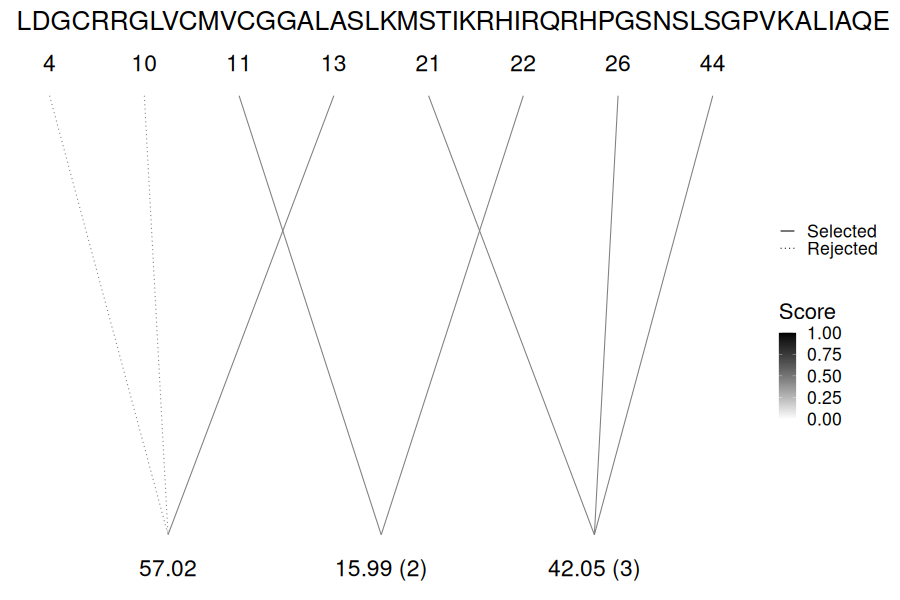 LDGCRRGLVCMVCGGALASLKMSTIKRHIRQRHPGSNSLSGPVKALIAQE
4 10 11 13 21 22 26 44
Selected
Rejected
Score
1.00
0.75
0.50
0.25
0.00
57.02 15.99 (2) 42.05 (3)